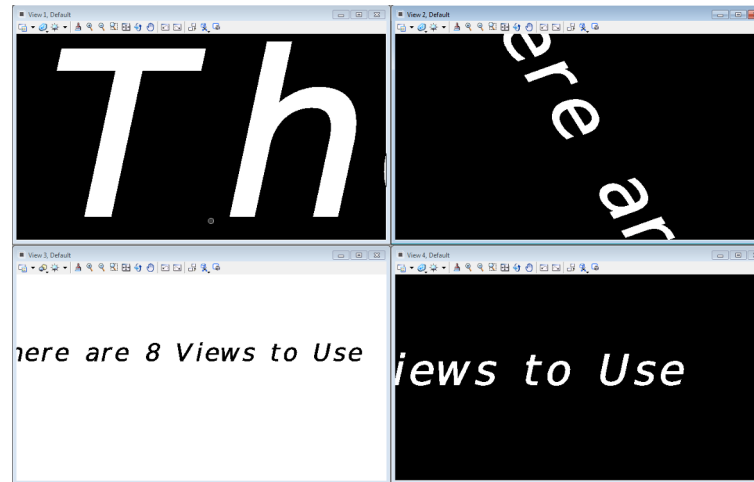 View 1, Default
View 2, Default
Th
ere ar
View 3, Default
View 4, Default
here are 8 Views to Use
iews to Use